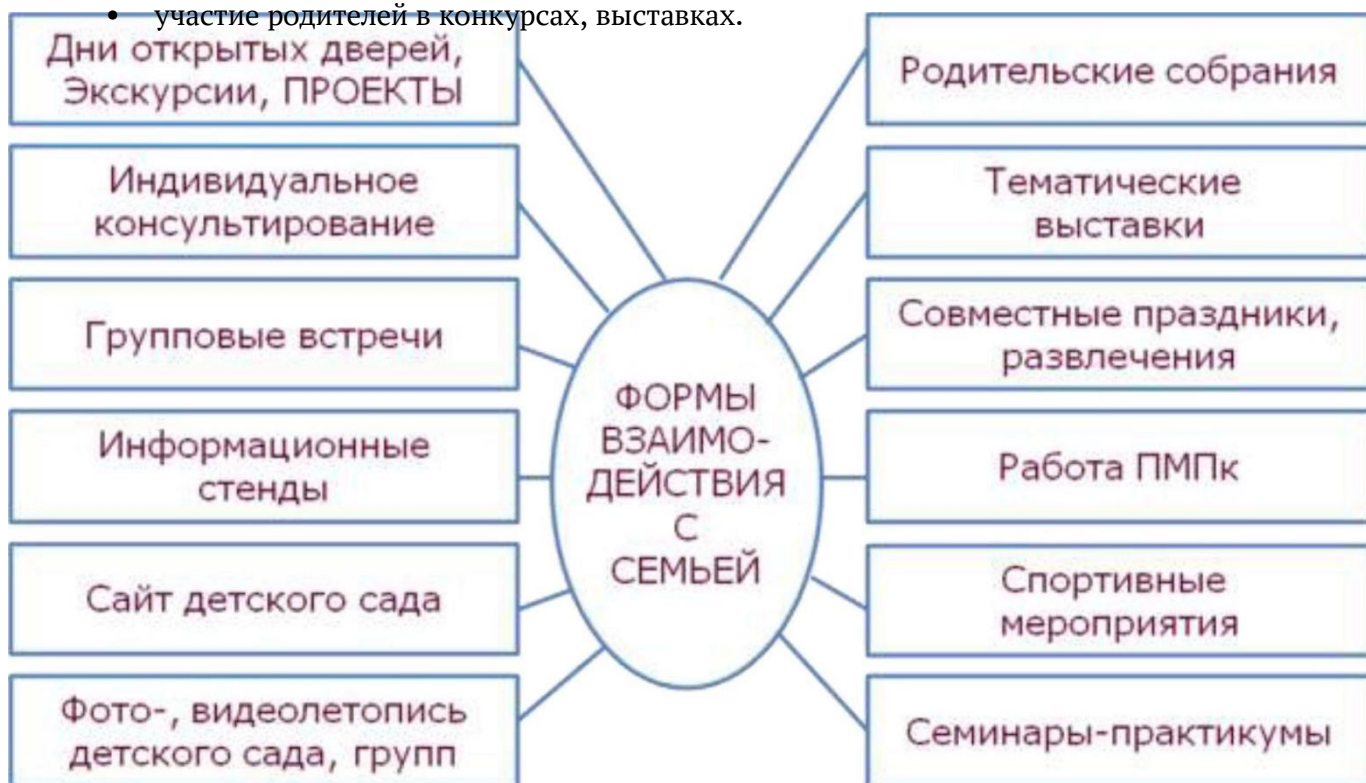 • участие родителей в конкурсах, выставках.
Дни открытых дверей,
Экскурсии, ПРОЕКТЫ
Индивидуальное
консультирование
Групповые встречи
Информационные
стенды
Сайт детского сада
Фото-, видеолетопись
детского сада, групп
ФОРМЫ
ВЗАИМО-
ДЕЙСТВИЯ
С
СЕМЬЕЙ
Родительские собрания
Тематические
выставки
Совместные праздники,
развлечения
Работа ПМПк
Спортивные
мероприятия
Семинары-практикумы